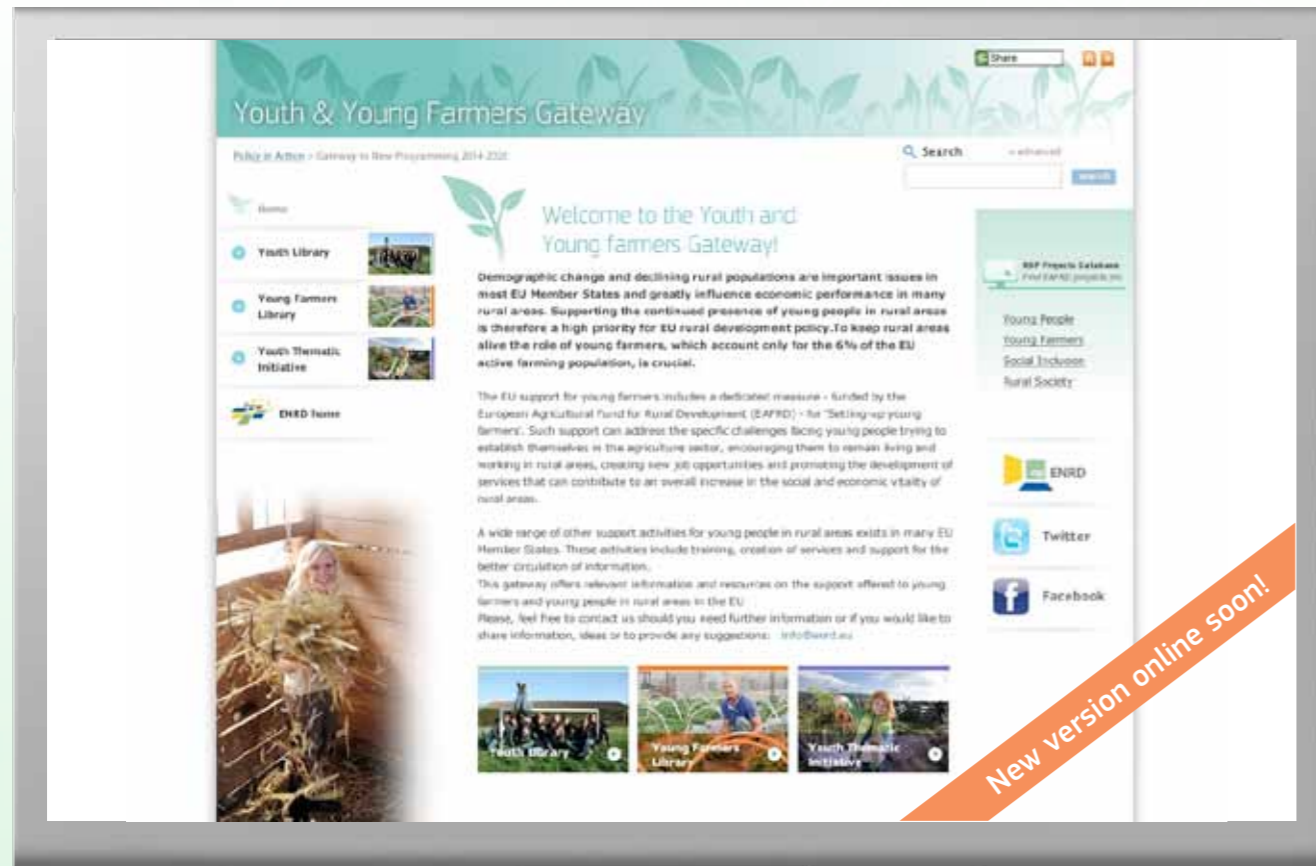 Share
Youth & Young Farmers Gateway
Policy in Action > Gateway to New Programming 2014-2020
Search
» advanced
search
Home
Youth Library
Young Farmers
Library
Youth Thematic
Initiative
ENRD home
Welcome to the Youth and
Young farmers Gateway!
Demographic change and declining rural populations are important issues in
most EU Member States and greatly influence economic performance in many
rural areas. Supporting the continued presence of young people in rural areas
is therefore a high priority for EU rural development policy.To keep rural areas
alive the role of young farmers, which account only for the 6% of the EU
active farming population, is crucial.
The EU support for young farmers includes a dedicated measure - funded by the
European Agricultural Fund for Rural Development (EAFRD) - for 'Setting-up young
farmers'. Such support can address the specific challenges facing young people trying to
establish themselves in the agriculture sector, encouraging them to remain living and
working in rural areas, creating new job opportunities and promoting the development of
services that can contribute to an overall increase in the social and economic vitality of
rural areas.
A wide range of other support activities for young people in rural areas exists in many EU
Member States. These activities include training, creation of services and support for the
better circulation of information.
This gateway offers relevant information and resources on the support offered to young
farmers and young people in rural areas in the EU
Please, feel free to contact us should you need further information or if you would like to
share information, ideas or to provide any suggestions: info@enrd.eu
RDP Projects Database
Find EAFRD projects
Young People
Young Farmers
Social Inclusion
Rural Society
ENRD
Twitter
Facebook
Youth Library
Young Farmers
Library
Youth Thematic
Initiative
New version online soon!